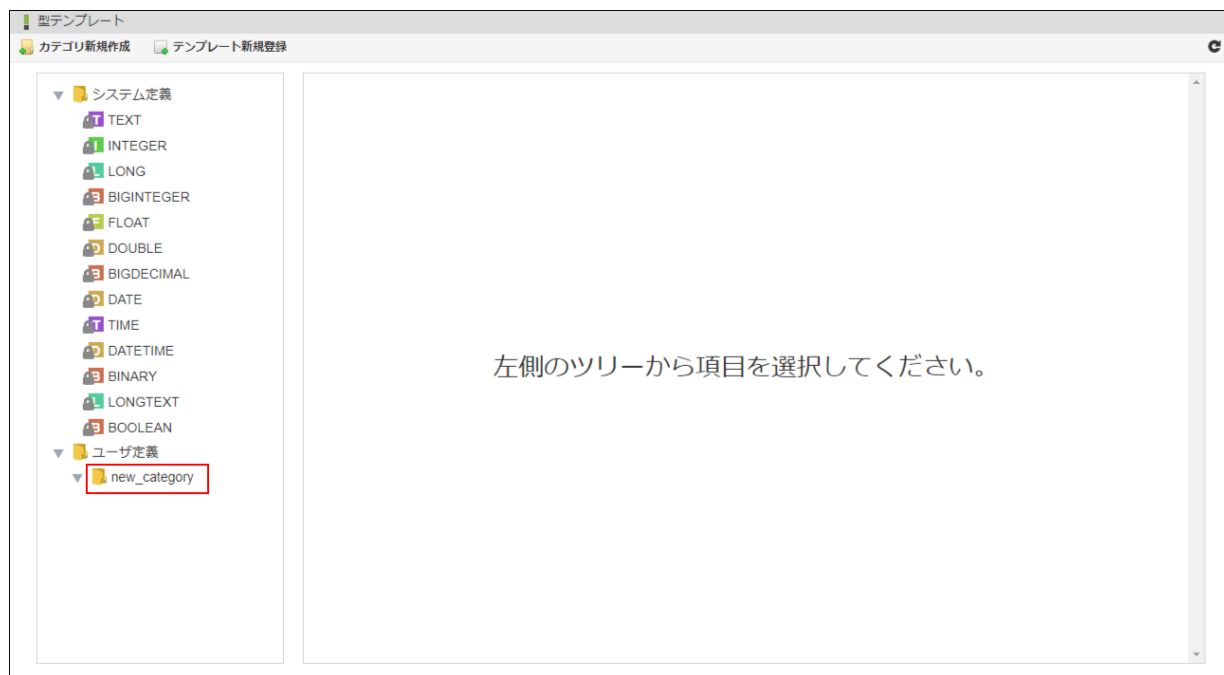 型テンプレート
カテゴリ新規作成 テンプレート新規登録
システム定義
T TEXT
I INTEGER
L LONG
B BIGINTEGER
F FLOAT
D DOUBLE
B BIGDECIMAL
D DATE
T TIME
D DATETIME
B BINARY
L LONGTEXT
B BOOLEAN
ユーザ定義
new_category
左側のツリーから項目を選択してください。